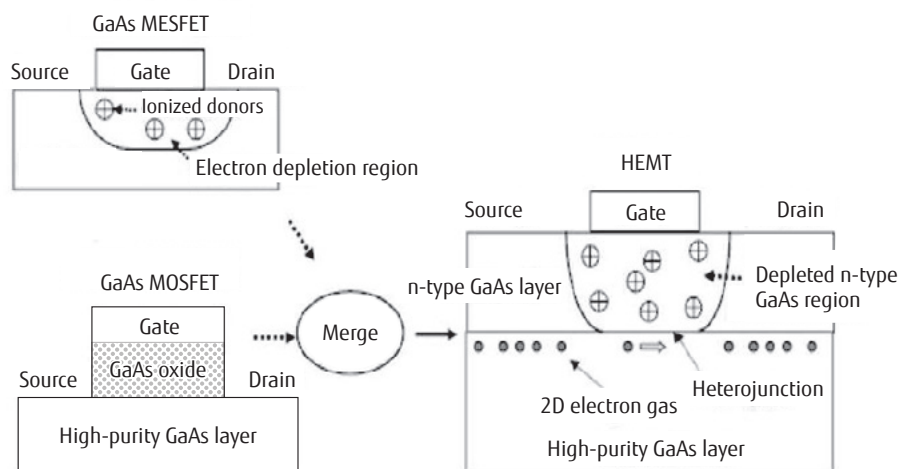 GaAs MESFET
Source
Gate
Drain
Ionized donors
Electron depletion region
GaAs MOSFET
Gate
GaAs oxide
Source
Drain
High-purity GaAs layer
Merge
HEMT
Source
Gate
Drain
n-type GaAs layer
Depleted n-type
GaAs region
2D electron gas
Heterojunction
High-purity GaAs layer